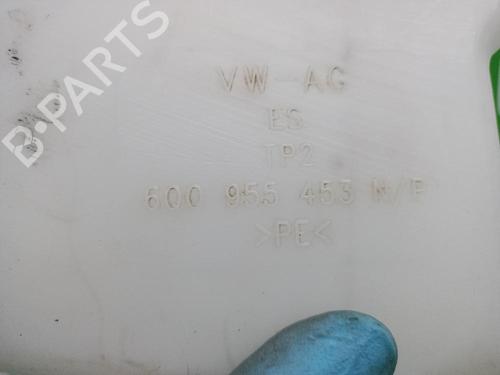 B-PARTS
VW AG
ES
TP2
6Q0 955 453 N/P
>PE<